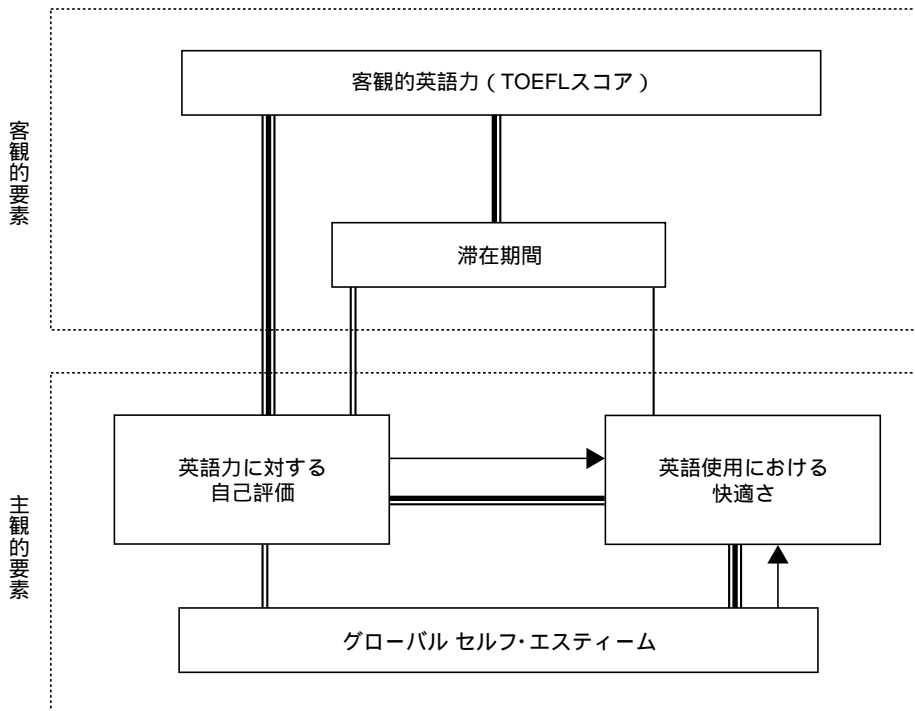 客観的要素
客観的英語力（TOEFLスコア）
滞在期間
主観的要素
英語力に対する
自己評価
英語使用における
快適さ
グローバル セルフ・エスティーム